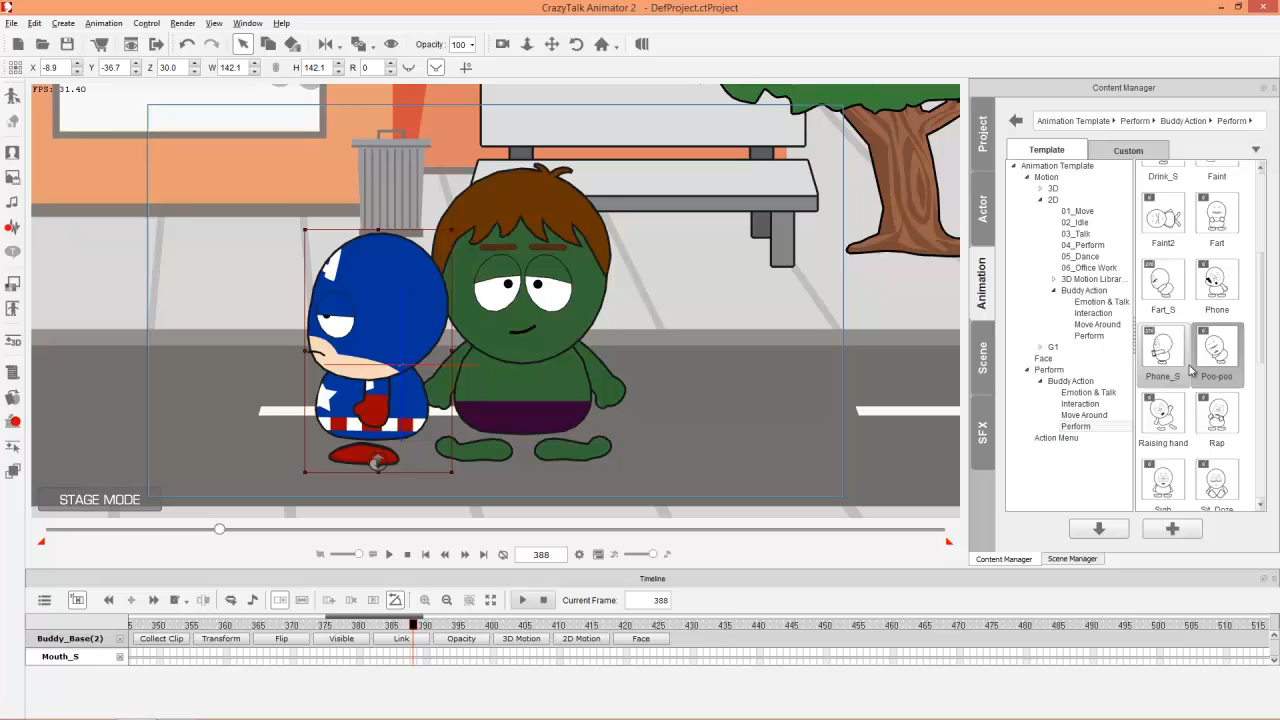 CrazyTalk Animator 2 - DefProject.ctProject
File Edit Create Animation Control Render View Window Help
Opacity: 100
X -8.9 Y -36.7 Z 30.0 W 142.1 H 142.1 R 0
FPS: 31.40
STAGE MODE
388
Content Manager
Project
Actor
Animation
Scene
SFX
Animation Template Perform Buddy Action Perform
Template Custom
Animation Template
Motion
3D
2D
01_Move
02_Idle
03_Talk
04_Perform
05_Dance
06_Office Work
3D Motion Librar...
Buddy Action
Emotion & Talk
Interaction
Move Around
Perform
G1
Face
Perform
Buddy Action
Emotion & Talk
Interaction
Move Around
Perform
Action Menu
Drink_S Faint
Faint2 Fart
Fart_S Phone
Phone_S Poo-poo
Raising hand Rap
Sigh Sit_Doze
Content Manager Scene Manager
Timeline
Current Frame: 388
5 350 355 360 365 370 375 380 385 390 395 400 405 410 415 420 425 430 435 440 445 450 455 460 465 470 475 480 485 490 495 500 505 510 515
Buddy_Base(2) Collect Clip Transform Flip Visible Link Opacity 3D Motion 2D Motion Face
Mouth_S